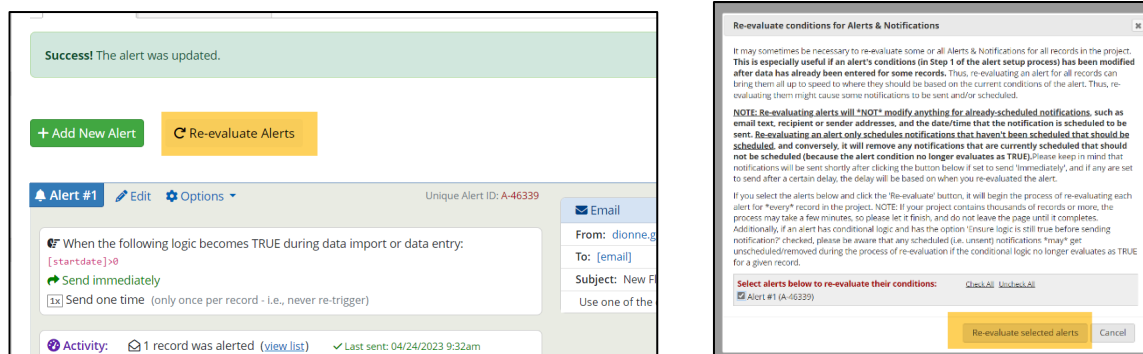 Success! The alert was updated.
+ Add New Alert
Re-evaluate Alerts
Alert #1 Edit Options Unique Alert ID: A-46339
When the following logic becomes TRUE during data import or data entry:
[startdate]>0
Send immediately
1x Send one time (only once per record - i.e., never re-trigger)
Activity: 1 record was alerted (view list) Last sent: 04/24/2023 9:32am
Email
From: dionne.g
To: [email]
Subject: New Fl
Use one of the
Re-evaluate conditions for Alerts & Notifications
It may sometimes be necessary to re-evaluate some or all Alerts & Notifications for all records in the project.
This is especially useful if an alert's conditions (in Step 1 of the alert setup process) has been modified
after data has already been entered for some records. Thus, re-evaluating an alert for all records can
bring them all up to speed to where they should be based on the current conditions of the alert. Thus, re-
evaluating them might cause some notifications to be sent and/or scheduled.
NOTE: Re-evaluating alerts will *NOT* modify anything for already-scheduled notifications, such as
email text, recipient or sender addresses, and the date/time that the notification is scheduled to be
sent. Re-evaluating an alert only schedules notifications that haven't been scheduled that should be
scheduled, and conversely, it will remove any notifications that are currently scheduled that should
not be scheduled (because the alert condition no longer evaluates as TRUE).Please keep in mind that
notifications will be sent shortly after clicking the button below if set to send 'Immediately', and if any are set
to send after a certain delay, the delay will be based on when you re-evaluated the alert.
If you select the alerts below and click the 'Re-evaluate' button, it will begin the process of re-evaluating each
alert for *every* record in the project. NOTE: If your project contains thousands of records or more, the
process may take a few minutes, so please let it finish, and do not leave the page until it completes.
Additionally, if an alert has conditional logic and has the option 'Ensure logic is still true before sending
notification?' checked, please be aware that any scheduled (i.e. unsent) notifications *may* get
unscheduled/removed during the process of re-evaluation if the conditional logic no longer evaluates as TRUE
for a given record.
Select alerts below to re-evaluate their conditions: Check All Uncheck All
Alert #1 (A-46339)
Re-evaluate selected alerts Cancel